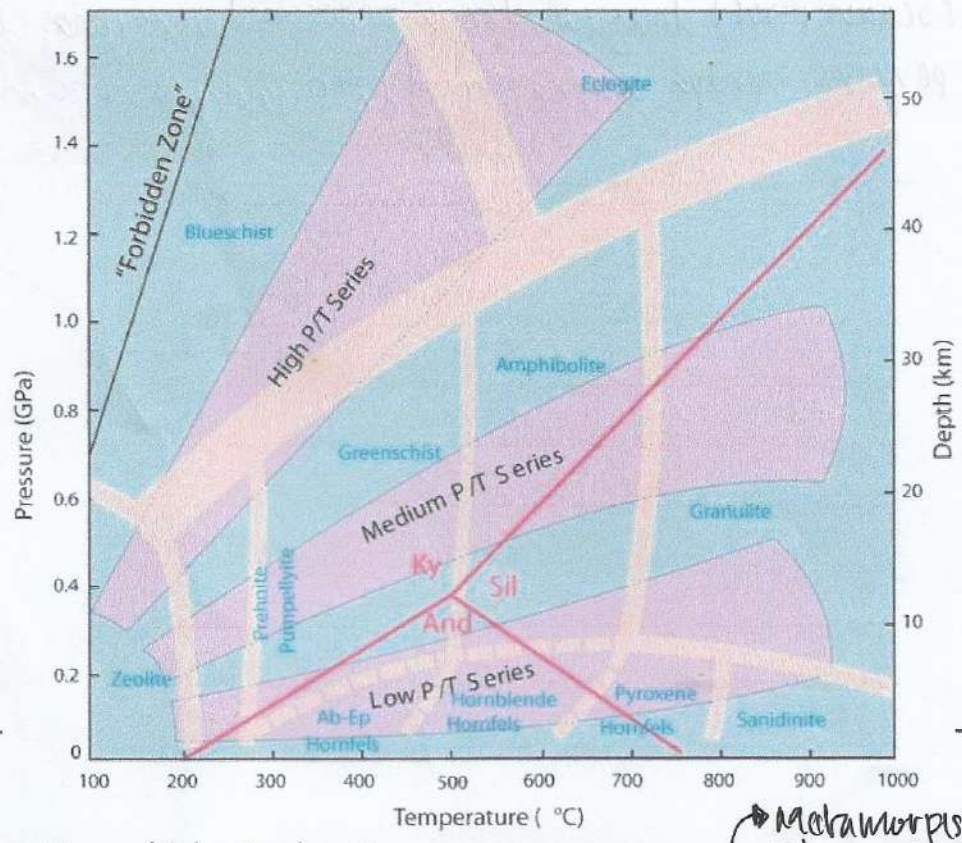 1.6
1.4
1.2
1.0
0.8
0.6
0.4
0.2
0
Pressure (GPa)
"Forbidden Zone"
Eclogite
Blueschist
High P/T Series
Amphibolite
Greenschist
Medium P/T Series
Granulite
Ky
Sil
And
Prehnite
Pumpellyite
Zeolite
Low P/T Series
Ab-Ep
Hornfels
Hornblende
Hornfels
Pyroxene
Hornfels
Sanidinite
50
40
30
20
10
Depth (km)
100 200 300 400 500 600 700 800 900 1000
Temperature ( °C)